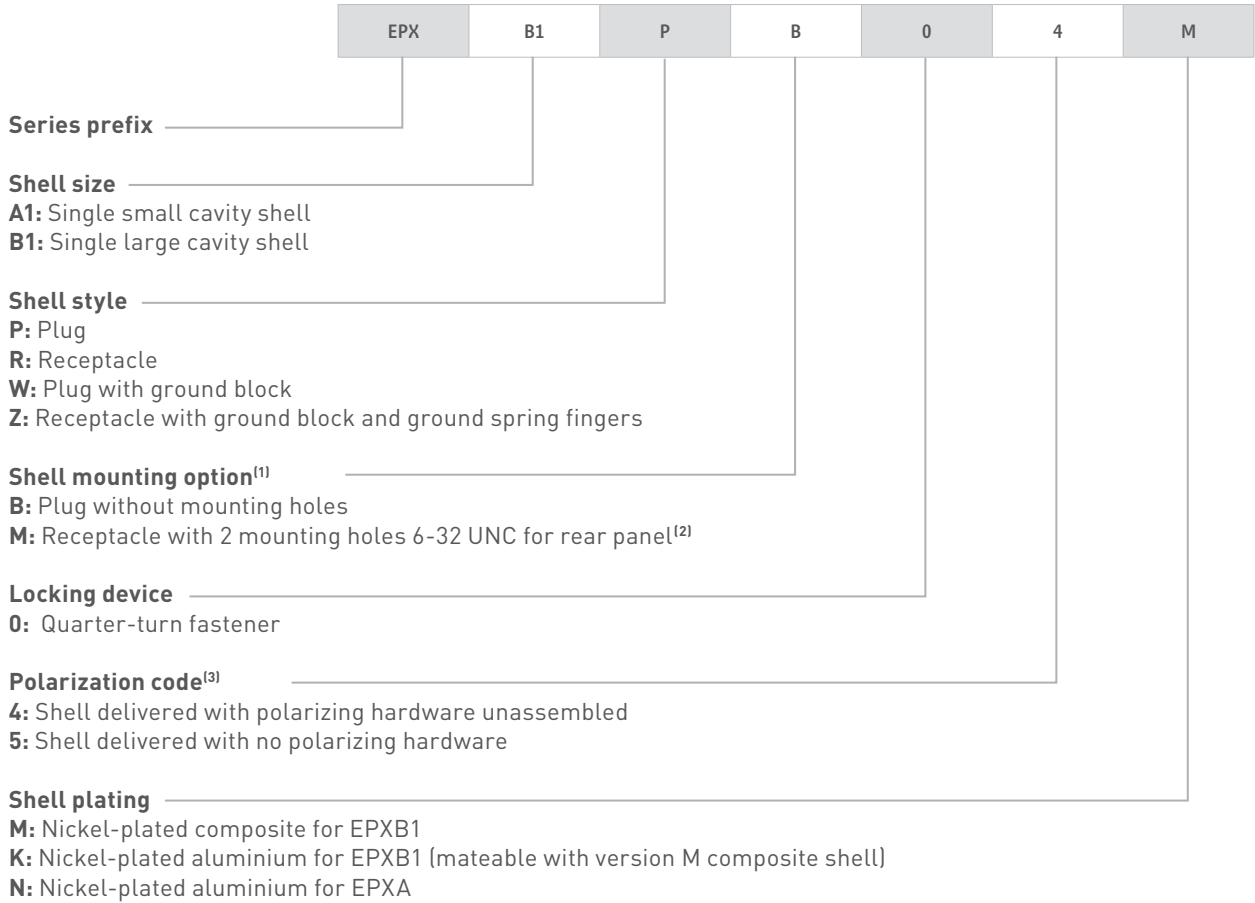 EPX B1 P B 0 4 M
Series prefix
Shell size
A1: Single small cavity shell
B1: Single large cavity shell
Shell style
P: Plug
R: Receptacle
W: Plug with ground block
Z: Receptacle with ground block and ground spring fingers
Shell mounting option(1)
B: Plug without mounting holes
M: Receptacle with 2 mounting holes 6-32 UNC for rear panel(2)
Locking device
0: Quarter-turn fastener
Polarization code(3)
4: Shell delivered with polarizing hardware unassembled
5: Shell delivered with no polarizing hardware
Shell plating
M: Nickel-plated composite for EPXB1
K: Nickel-plated aluminium for EPXB1 (mateable with version M composite shell)
N: Nickel-plated aluminium for EPXA